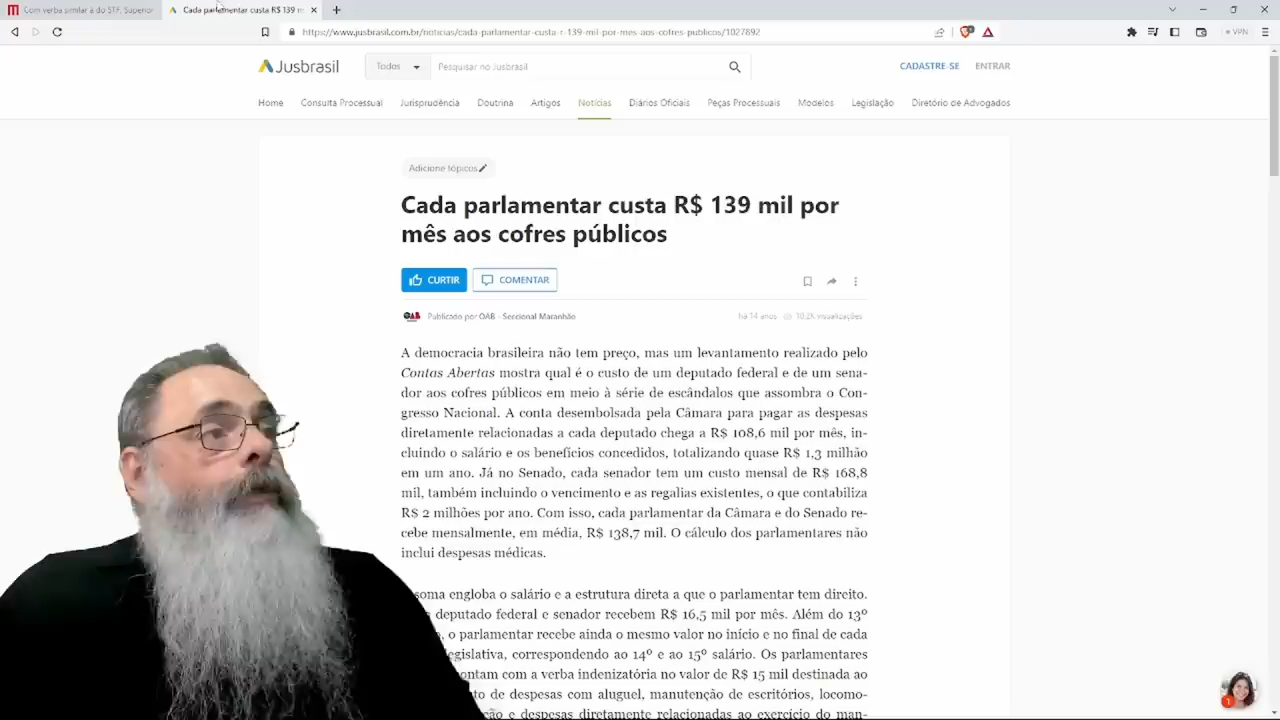 Com verba similar à do STF, Superior
Cada parlamentar custa R$ 139 m
https://www.jusbrasil.com.br/noticias/cada-parlamentar-custa-r-139-mil-por-mes-aos-cofres-publicos/1027892
VPN
Jusbrasil
Todos
Pesquisar no Jusbrasil
CADASTRE-SE
ENTRAR
Home
Consulta Processual
Jurisprudência
Doutrina
Artigos
Notícias
Diários Oficiais
Peças Processuais
Modelos
Legislação
Diretório de Advogados
Adicione tópicos
Cada parlamentar custa R$ 139 mil por
mês aos cofres públicos
CURTIR
COMENTAR
OAB
Publicado por OAB - Seccional Maranhão
há 14 anos
10,2K visualizações
A democracia brasileira não tem preço, mas um levantamento realizado pelo
Contas Abertas mostra qual é o custo de um deputado federal e de um sena-
dor aos cofres públicos em meio à série de escândalos que assombra o Con-
gresso Nacional. A conta desembolsada pela Câmara para pagar as despesas
diretamente relacionadas a cada deputado chega a R$ 108,6 mil por mês, in-
cluindo o salário e os benefícios concedidos, totalizando quase R$ 1,3 milhão
em um ano. Já no Senado, cada senador tem um custo mensal de R$ 168,8
mil, também incluindo o vencimento e as regalias existentes, o que contabiliza
R$ 2 milhões por ano. Com isso, cada parlamentar da Câmara e do Senado re-
cebe mensalmente, em média, R$ 138,7 mil. O cálculo dos parlamentares não
inclui despesas médicas.
soma engloba o salário e a estrutura direta a que o parlamentar tem direito.
deputado federal e senador recebem R$ 16,5 mil por mês. Além do 13º
, o parlamentar recebe ainda o mesmo valor no início e no final de cada
egislativa, correspondendo ao 14º e ao 15º salário. Os parlamentares
ontam com a verba indenizatória no valor de R$ 15 mil destinada ao
to de despesas com aluguel, manutenção de escritórios, locomo-
ção e despesas diretamente relacionadas ao exercício do man-
1